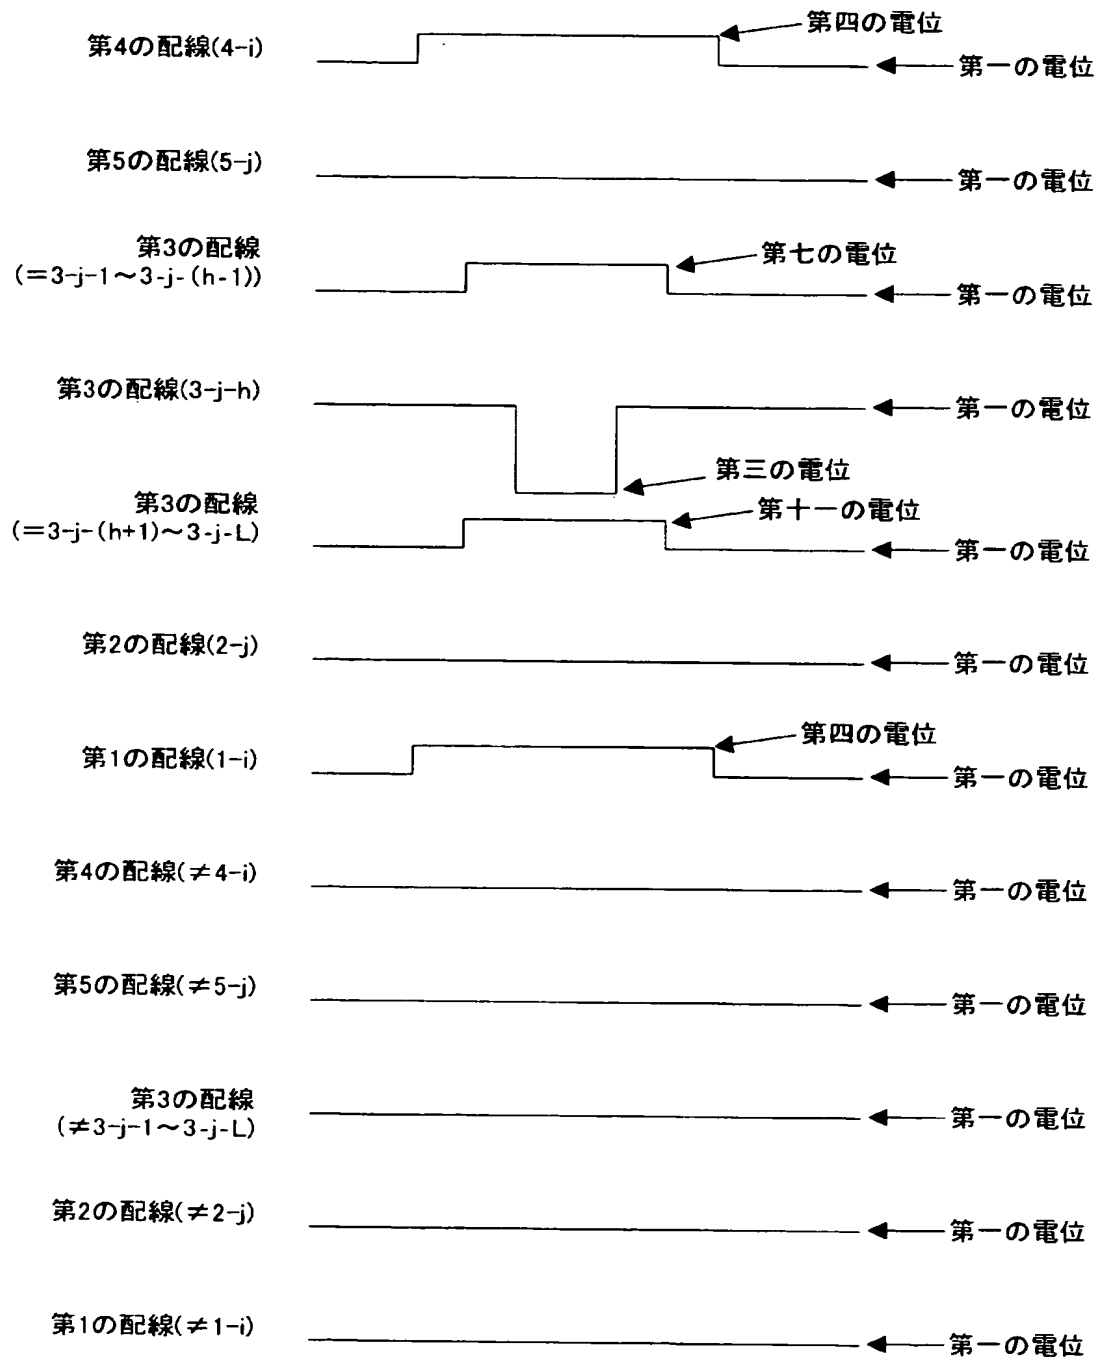 第4の配線(4-i)
第四の電位
第一の電位
第5の配線(5-j)
第一の電位
第3の配線
(＝3-j-1～3-j-(h-1))
第七の電位
第一の電位
第3の配線(3-j-h)
第一の電位
第三の電位
第3の配線
(＝3-j-(h+1)～3-j-L)
第十一の電位
第一の電位
第2の配線(2-j)
第一の電位
第1の配線(1-i)
第四の電位
第一の電位
第4の配線(≠4-i)
第一の電位
第5の配線(≠5-j)
第一の電位
第3の配線
(≠3-j-1～3-j-L)
第一の電位
第2の配線(≠2-j)
第一の電位
第1の配線(≠1-i)
第一の電位